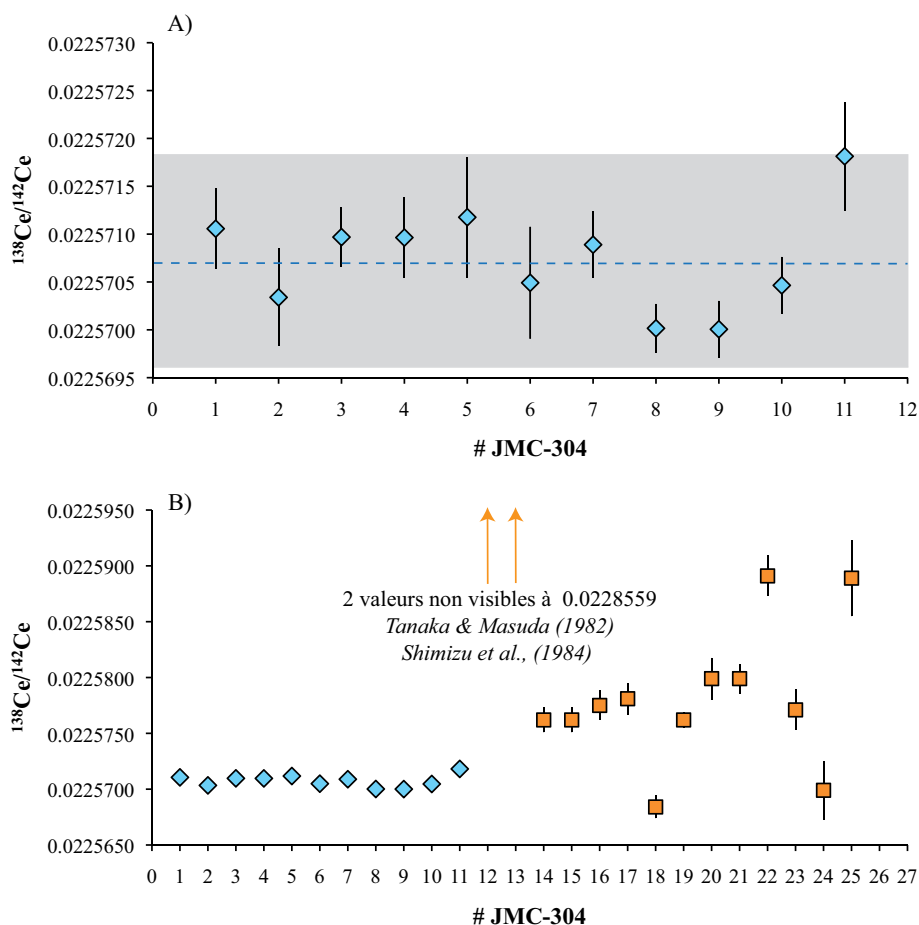 A)
0.0225730
0.0225725
0.0225720
0.0225715
0.0225710
0.0225705
0.0225700
0.0225695
138Ce/142Ce
0 1 2 3 4 5 6 7 8 9 10 11 12
# JMC-304
B)
0.0225950
0.0225900
0.0225850
0.0225800
0.0225750
0.0225700
0.0225650
138Ce/142Ce
2 valeurs non visibles à 0.0228559
Tanaka & Masuda (1982)
Shimizu et al., (1984)
0 1 2 3 4 5 6 7 8 9 10 11 12 13 14 15 16 17 18 19 20 21 22 23 24 25 26 27
# JMC-304